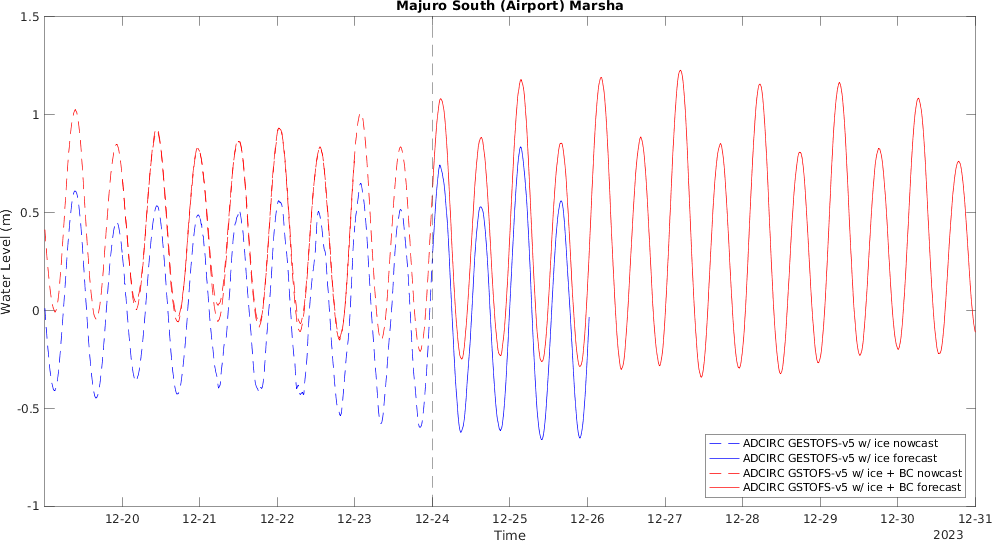 Majuro South (Airport) Marsha
1.5
1
0.5
0
-0.5
-1
Water Level (m)
ADCIRC GESTOFS-v5 w/ ice nowcast
ADCIRC GESTOFS-v5 w/ ice forecast
ADCIRC GSTOFS-v5 w/ ice + BC nowcast
ADCIRC GSTOFS-v5 w/ ice + BC forecast
12-20 12-21 12-22 12-23 12-24 12-25 12-26 12-27 12-28 12-29 12-30 12-31
Time
2023